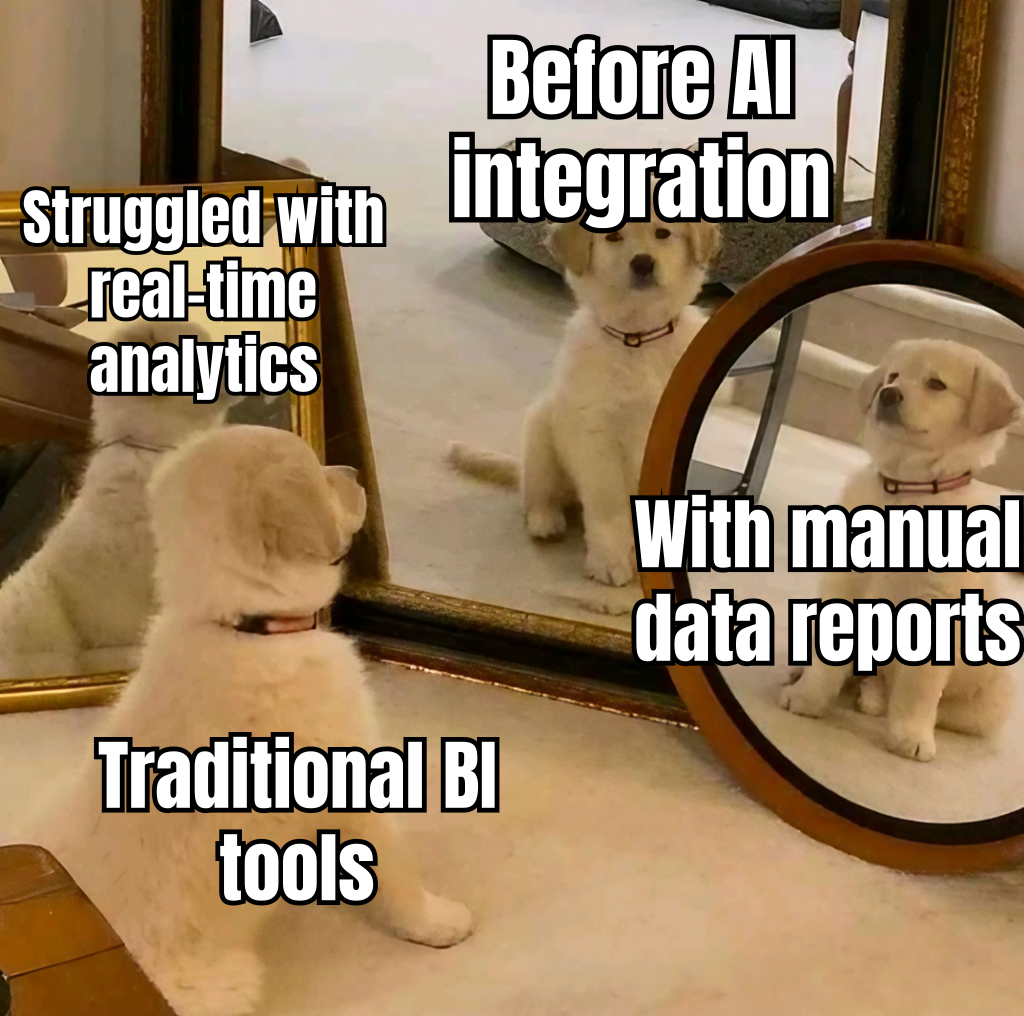 Before AI
integration
Struggled with
real-time
analytics
With manual
data reports
Traditional BI
tools